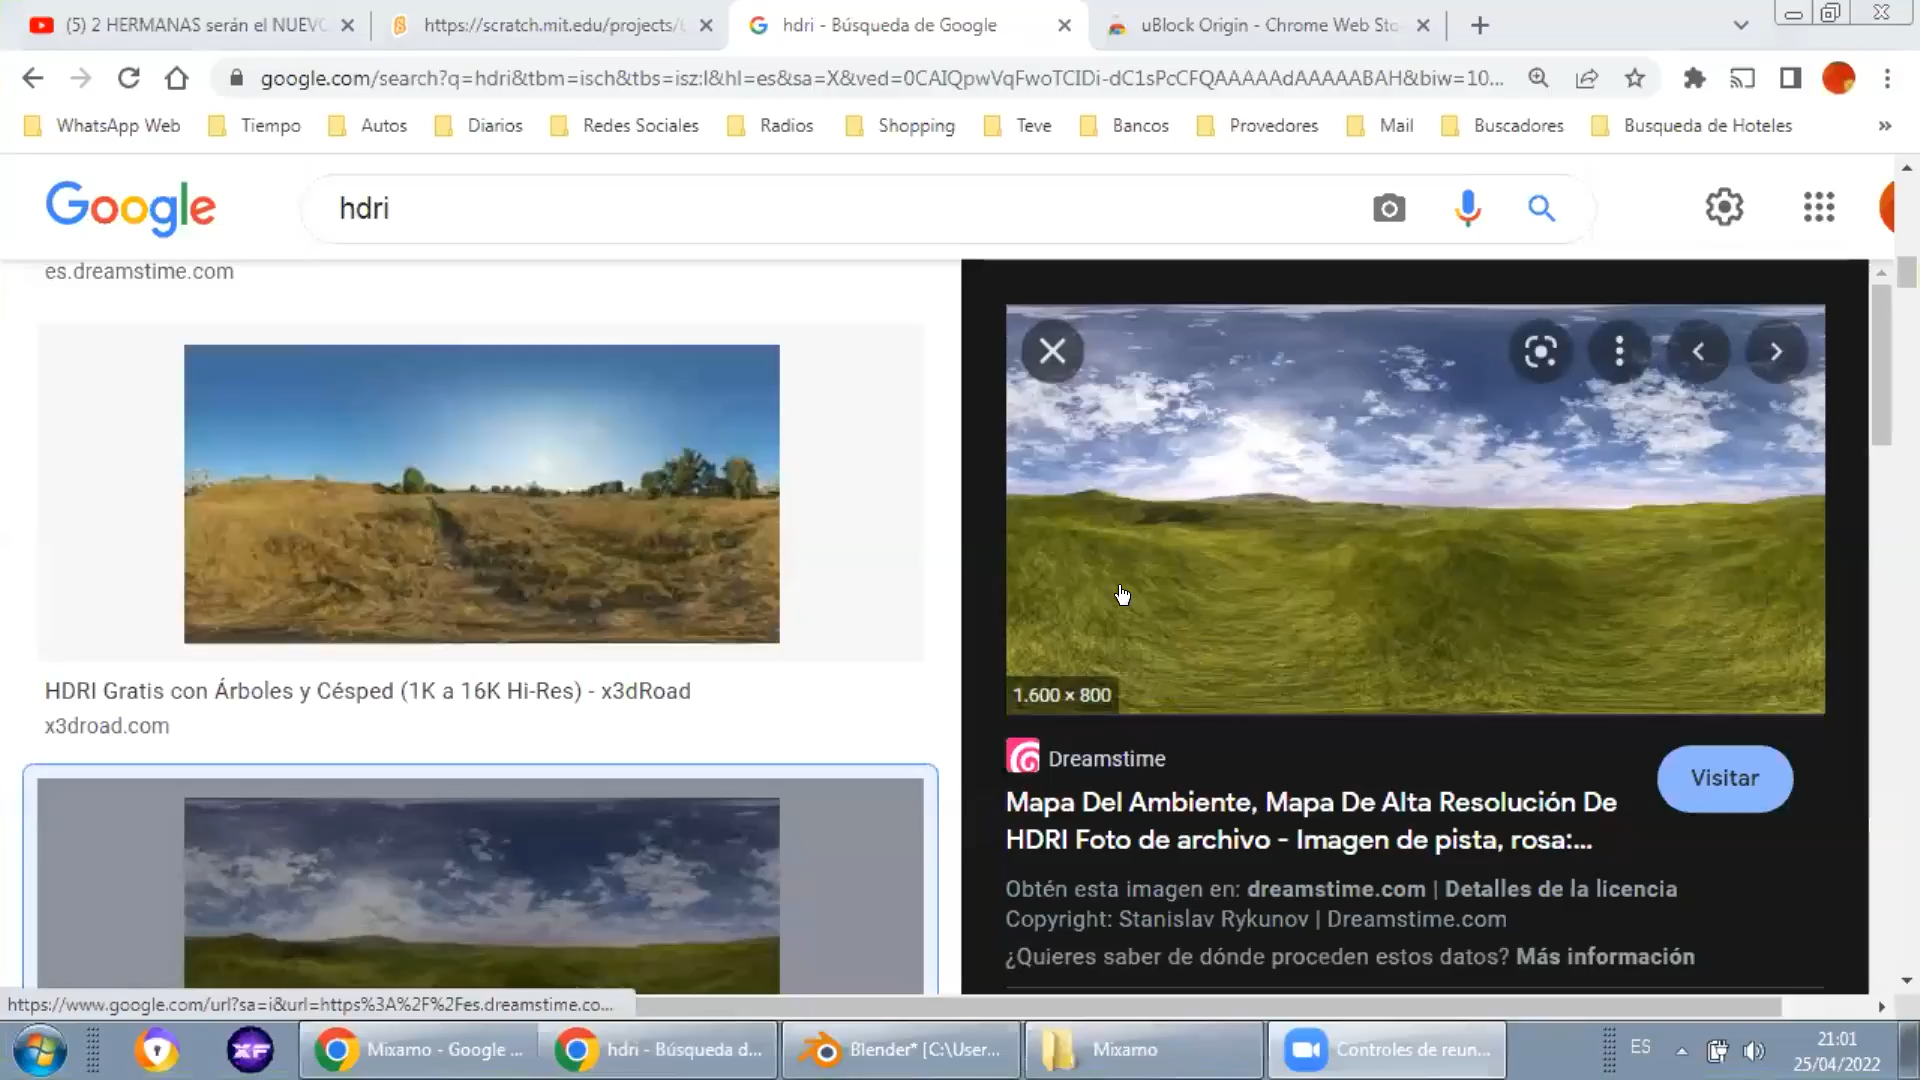 (5) 2 HERMANAS serán el NUEVO
https://scratch.mit.edu/projects/
hdri - Búsqueda de Google
uBlock Origin - Chrome Web Sto
google.com/search?q=hdri&tbm=isch&tbs=isz:l&hl=es&sa=X&ved=0CAIQpwVqFwoTCIDi-dC1sPcCFQAAAAAdAAAAABAH&biw=10...
WhatsApp Web
Tiempo
Autos
Diarios
Redes Sociales
Radios
Shopping
Teve
Bancos
Provedores
Mail
Buscadores
Busqueda de Hoteles
»
Google
hdri
es.dreamstime.com
HDRI Gratis con Árboles y Césped (1K a 16K Hi-Res) - x3dRoad
x3droad.com
1.600 × 800
Dreamstime
Visitar
Mapa Del Ambiente, Mapa De Alta Resolución De
HDRI Foto de archivo - Imagen de pista, rosa:...
Obtén esta imagen en: dreamstime.com | Detalles de la licencia
Copyright: Stanislav Rykunov | Dreamstime.com
¿Quieres saber de dónde proceden estos datos? Más información
https://www.google.com/url?sa=i&url=https%3A%2F%2Fes.dreamstime.co...
XF
Mixamo - Google ...
hdri - Búsqueda d...
Blender* [C:\User...
Mixamo
Controles de reun...
ES
21:01
25/04/2022